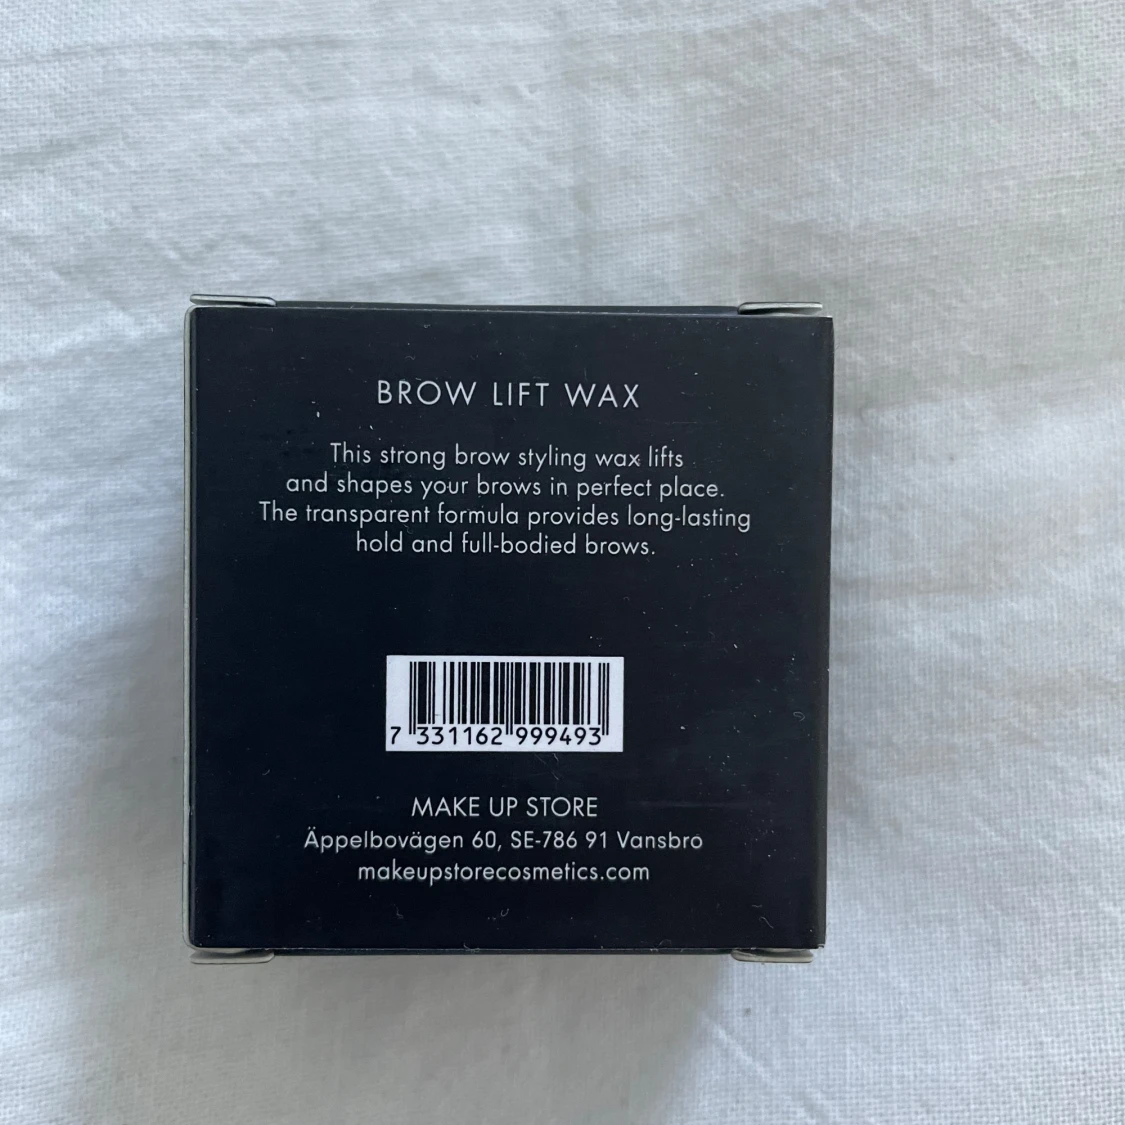 BROW LIFT WAX
This strong brow styling wax lifts
and shapes your brows in perfect place.
The transparent formula provides long-lasting
hold and full-bodied brows.
7 331162 999493
MAKE UP STORE
Äppelbovägen 60, SE-786 91 Vansbro
makeupstorecosmetics.com